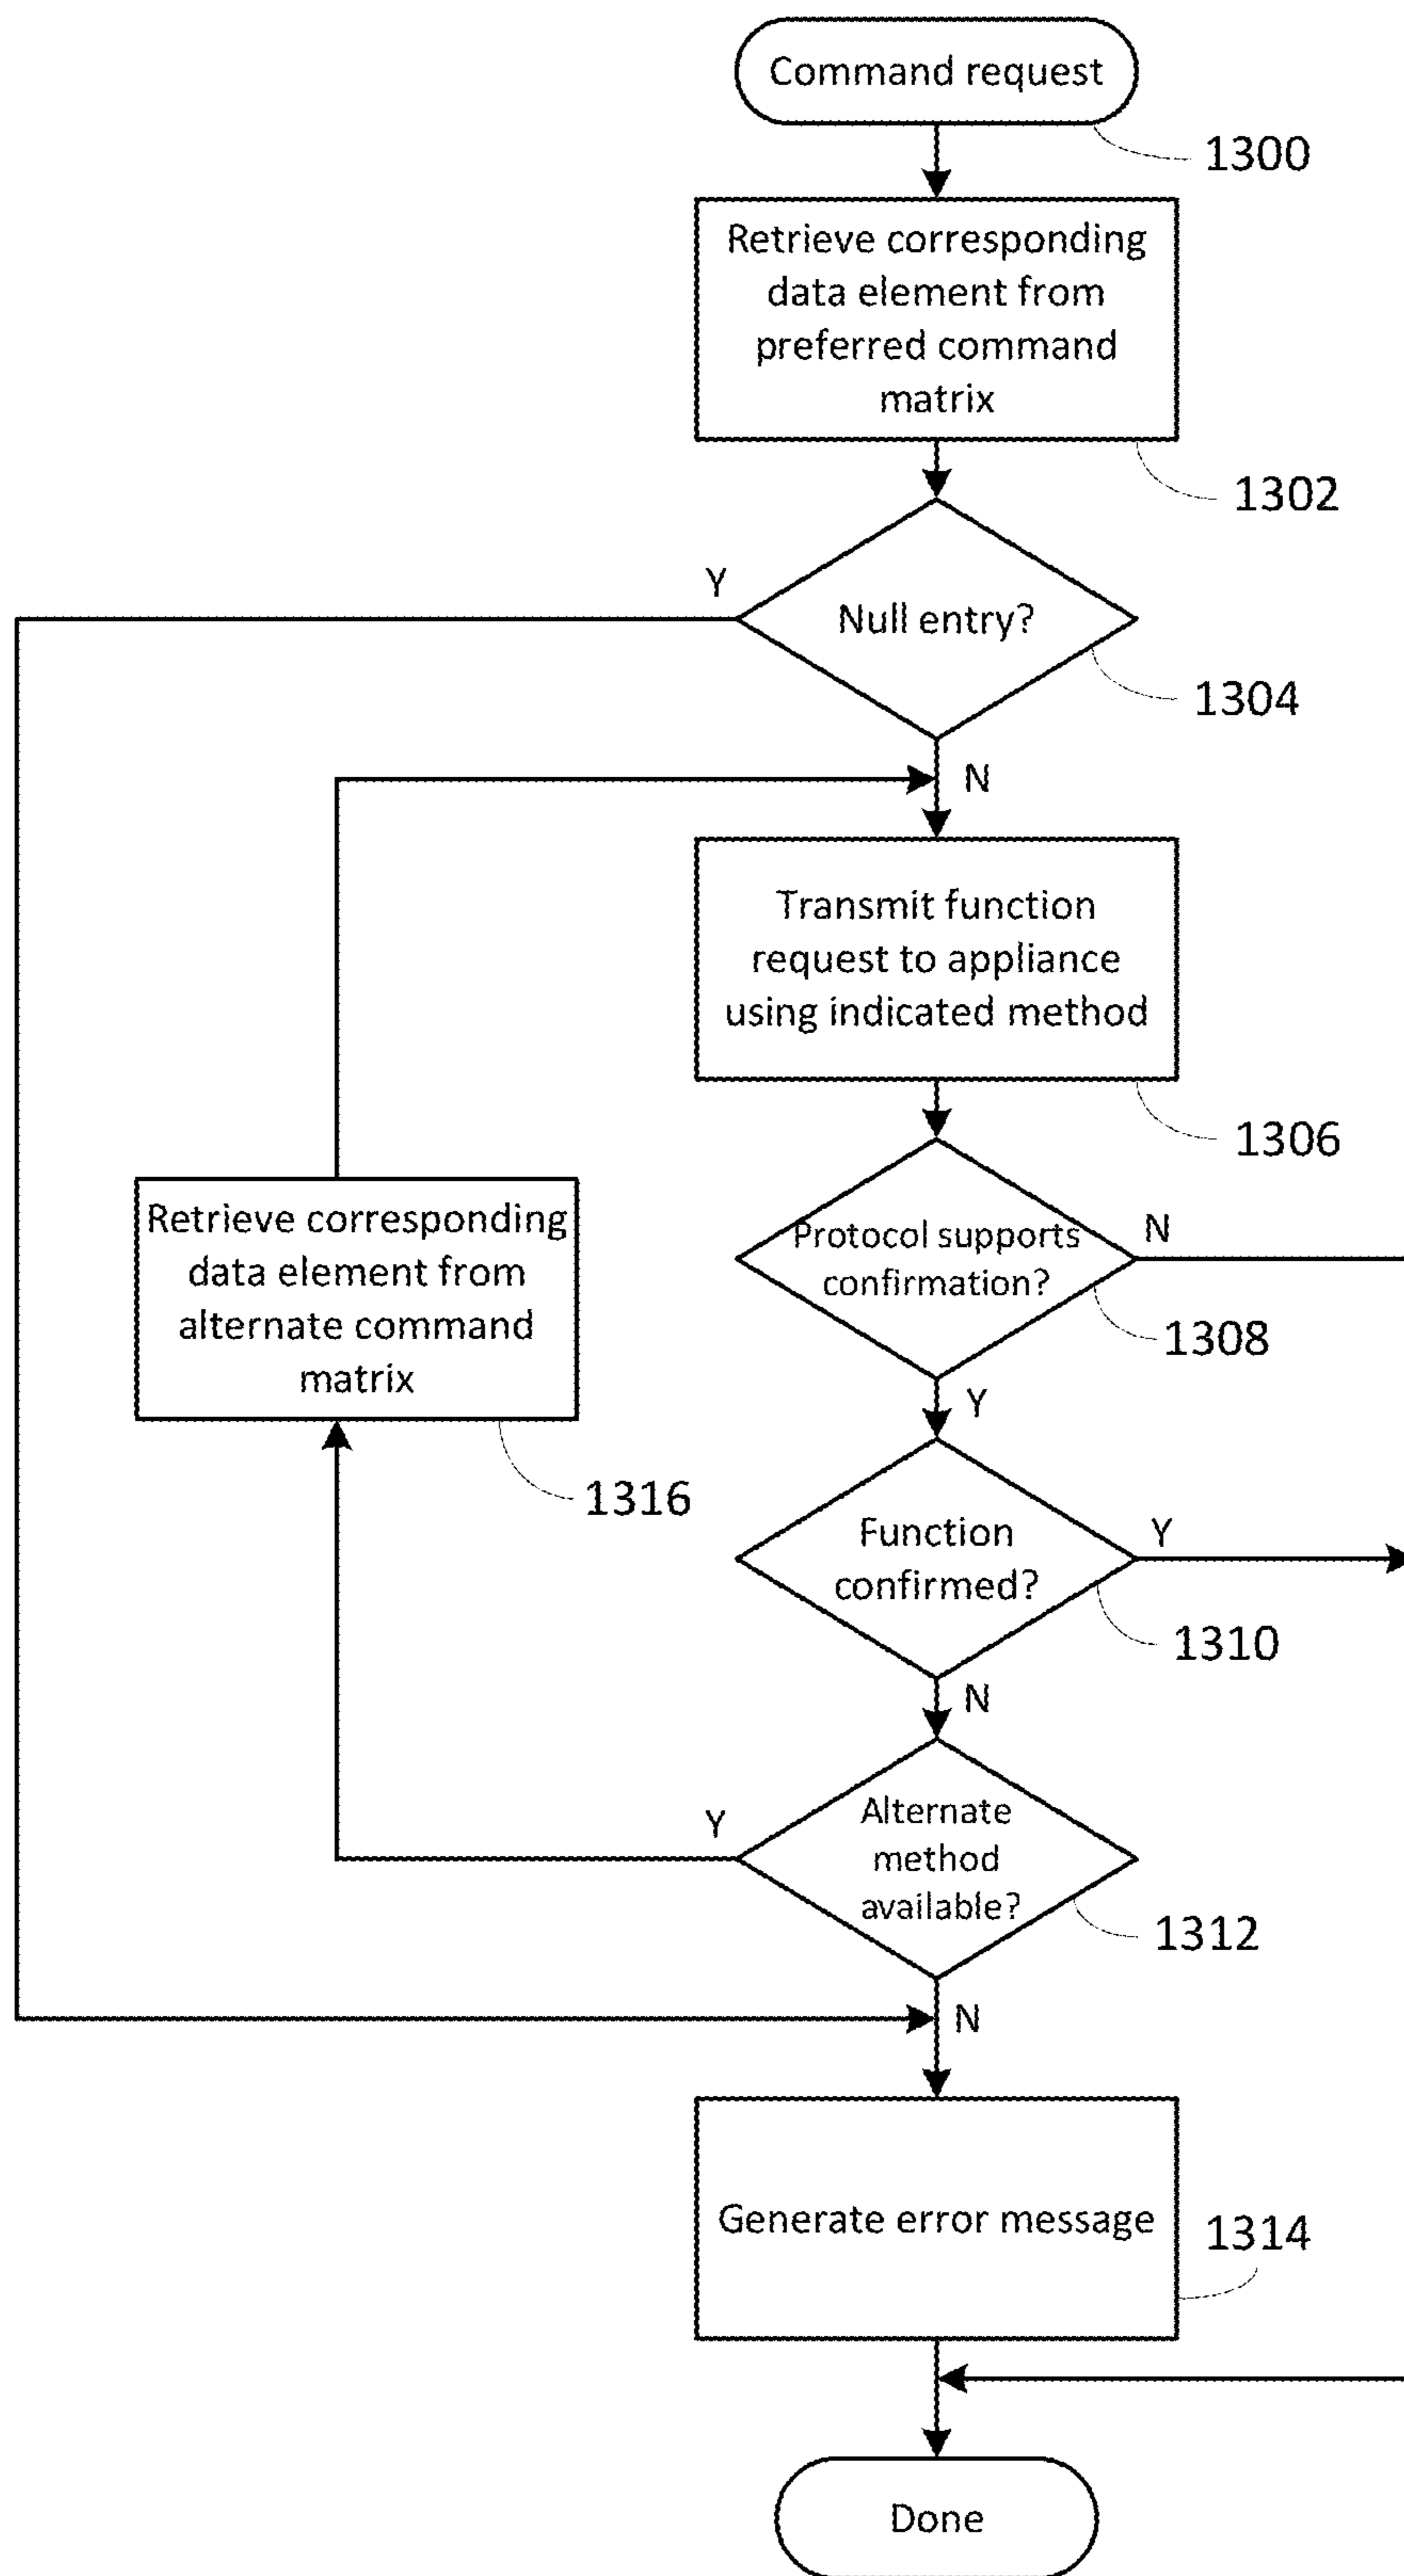 Command request
1300
Retrieve corresponding
data element from
preferred command
matrix
1302
Y
Null entry?
1304
N
Transmit function
request to appliance
using indicated method
1306
Retrieve corresponding
data element from
alternate command
matrix
1316
Protocol supports
confirmation?
N
1308
Y
Function
confirmed?
Y
1310
N
Y
Alternate
method
available?
1312
N
Generate error message
1314
Done